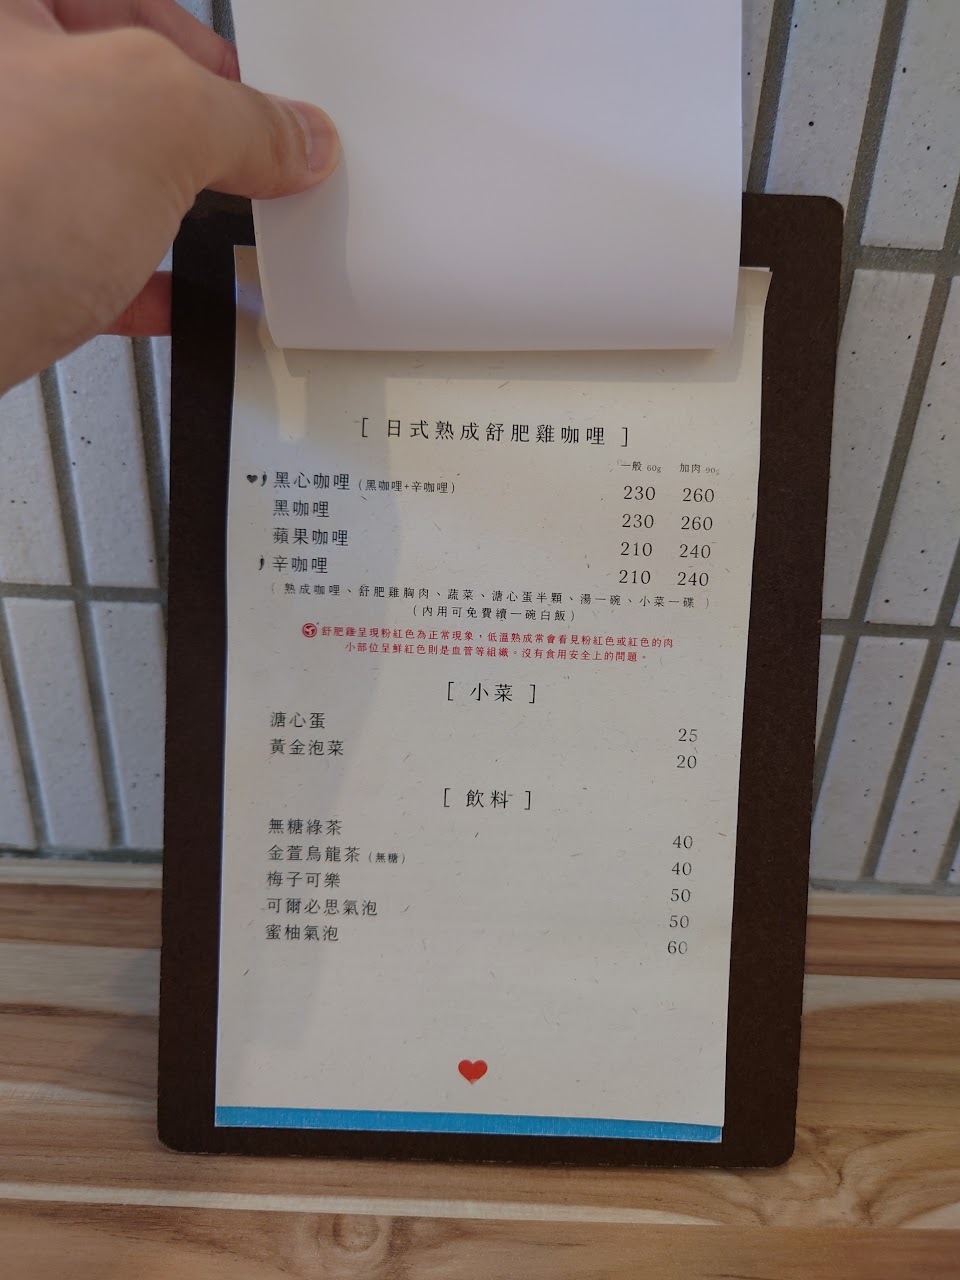 [ 日式熟成舒肥雞咖哩 ]
一般 60g 加肉 90g
黑心咖哩 (黑咖哩+辛咖哩) 230 260
黑咖哩 230 260
蘋果咖哩 210 240
辛咖哩 210 240
( 熟成咖哩、舒肥雞胸肉、蔬菜、溏心蛋半顆、湯一碗、小菜一碟 )
(內用可免費續一碗白飯)
舒肥雞呈現粉紅色為正常現象，低溫熟成常會看見粉紅色或紅色的肉
小部位呈鮮紅色則是血管等組織。沒有食用安全上的問題。
[ 小菜 ]
溏心蛋 25
黃金泡菜 20
[ 飲料 ]
無糖綠茶 40
金萱烏龍茶 (無糖) 40
梅子可樂 50
可爾必思氣泡 50
蜜柚氣泡 60